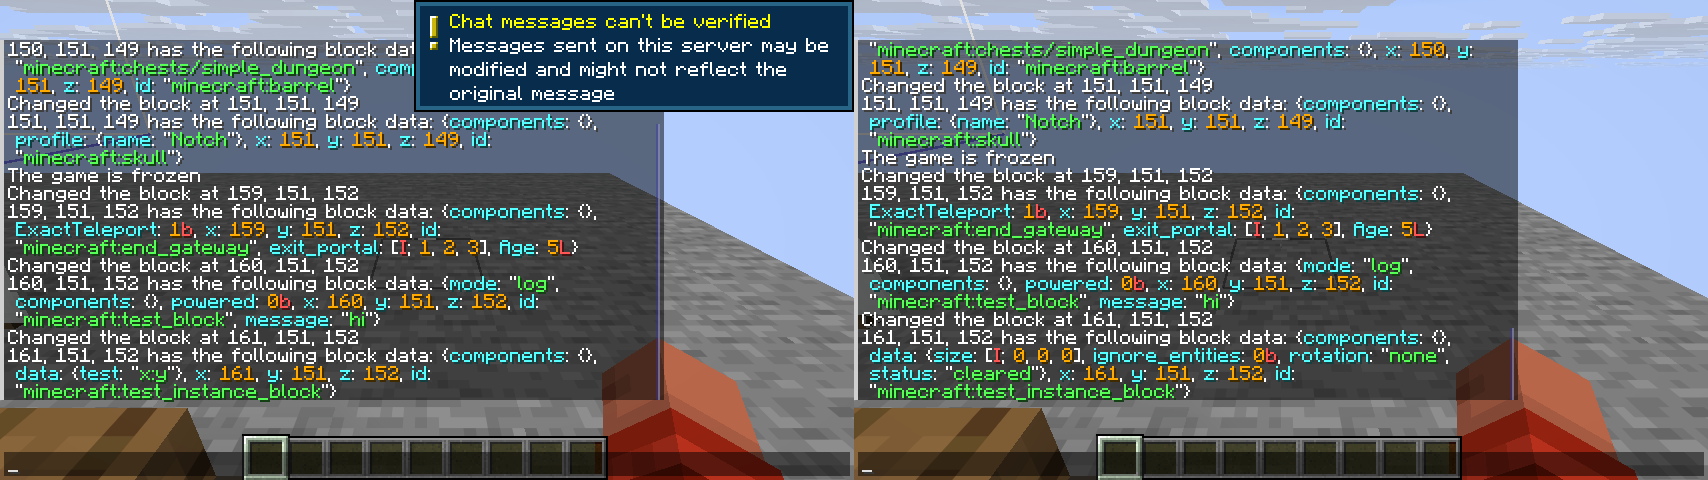 Chat messages can't be verified
Messages sent on this server may be
modified and might not reflect the
original message
150, 151, 149 has the following block dat
"minecraft:chests/simple_dungeon", comp
151, z: 149, id: "minecraft:barrel"}
Changed the block at 151, 151, 149
151, 151, 149 has the following block data: {components: {},
profile: {name: "Notch"}, x: 151, y: 151, z: 149, id:
"minecraft:skull"}
The game is frozen
Changed the block at 159, 151, 152
159, 151, 152 has the following block data: {components: {},
ExactTeleport: 1b, x: 159, y: 151, z: 152, id:
"minecraft:end_gateway", exit_portal: [I; 1, 2, 3], Age: 5L}
Changed the block at 160, 151, 152
160, 151, 152 has the following block data: {mode: "log",
components: {}, powered: 0b, x: 160, y: 151, z: 152, id:
"minecraft:test_block", message: "hi"}
Changed the block at 161, 151, 152
161, 151, 152 has the following block data: {components: {},
data: {test: "x:y"}, x: 161, y: 151, z: 152, id:
"minecraft:test_instance_block"}
_
"minecraft:chests/simple_dungeon", components: {}, x: 150, y:
151, z: 149, id: "minecraft:barrel"}
Changed the block at 151, 151, 149
151, 151, 149 has the following block data: {components: {},
profile: {name: "Notch"}, x: 151, y: 151, z: 149, id:
"minecraft:skull"}
The game is frozen
Changed the block at 159, 151, 152
159, 151, 152 has the following block data: {components: {},
ExactTeleport: 1b, x: 159, y: 151, z: 152, id:
"minecraft:end_gateway", exit_portal: [I; 1, 2, 3], Age: 5L}
Changed the block at 160, 151, 152
160, 151, 152 has the following block data: {mode: "log",
components: {}, powered: 0b, x: 160, y: 151, z: 152, id:
"minecraft:test_block", message: "hi"}
Changed the block at 161, 151, 152
161, 151, 152 has the following block data: {components: {},
data: {size: [I; 0, 0, 0], ignore_entities: 0b, rotation: "none",
status: "cleared"}, x: 161, y: 151, z: 152, id:
"minecraft:test_instance_block"}
_